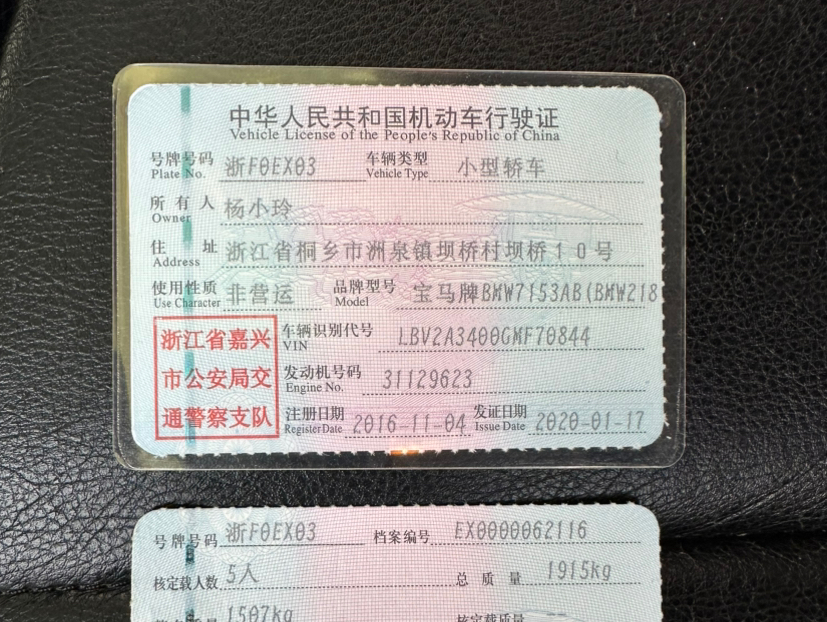 中华人民共和国机动车行驶证
Vehicle License of the People's Republic of China
号牌号码 浙F0EX03 车辆类型 小型轿车
Plate No. Vehicle Type
所有人 杨小玲
Owner
住址 浙江省桐乡市洲泉镇坝桥村坝桥10号
Address
使用性质 非营运 品牌型号 宝马牌BMW7153AB(BMW218
Use Character Model
浙江省嘉兴
市公安局交
通警察支队
车辆识别代号 LBV2A3400GMF70844
VIN
发动机号码 31129623
Engine No.
注册日期 2016-11-04 发证日期 2020-01-17
Register Date Issue Date
号牌号码 浙F0EX03 档案编号 EX0000062116
核定载人数 5人 总质量 1915kg
1507kg 核定载质量 --